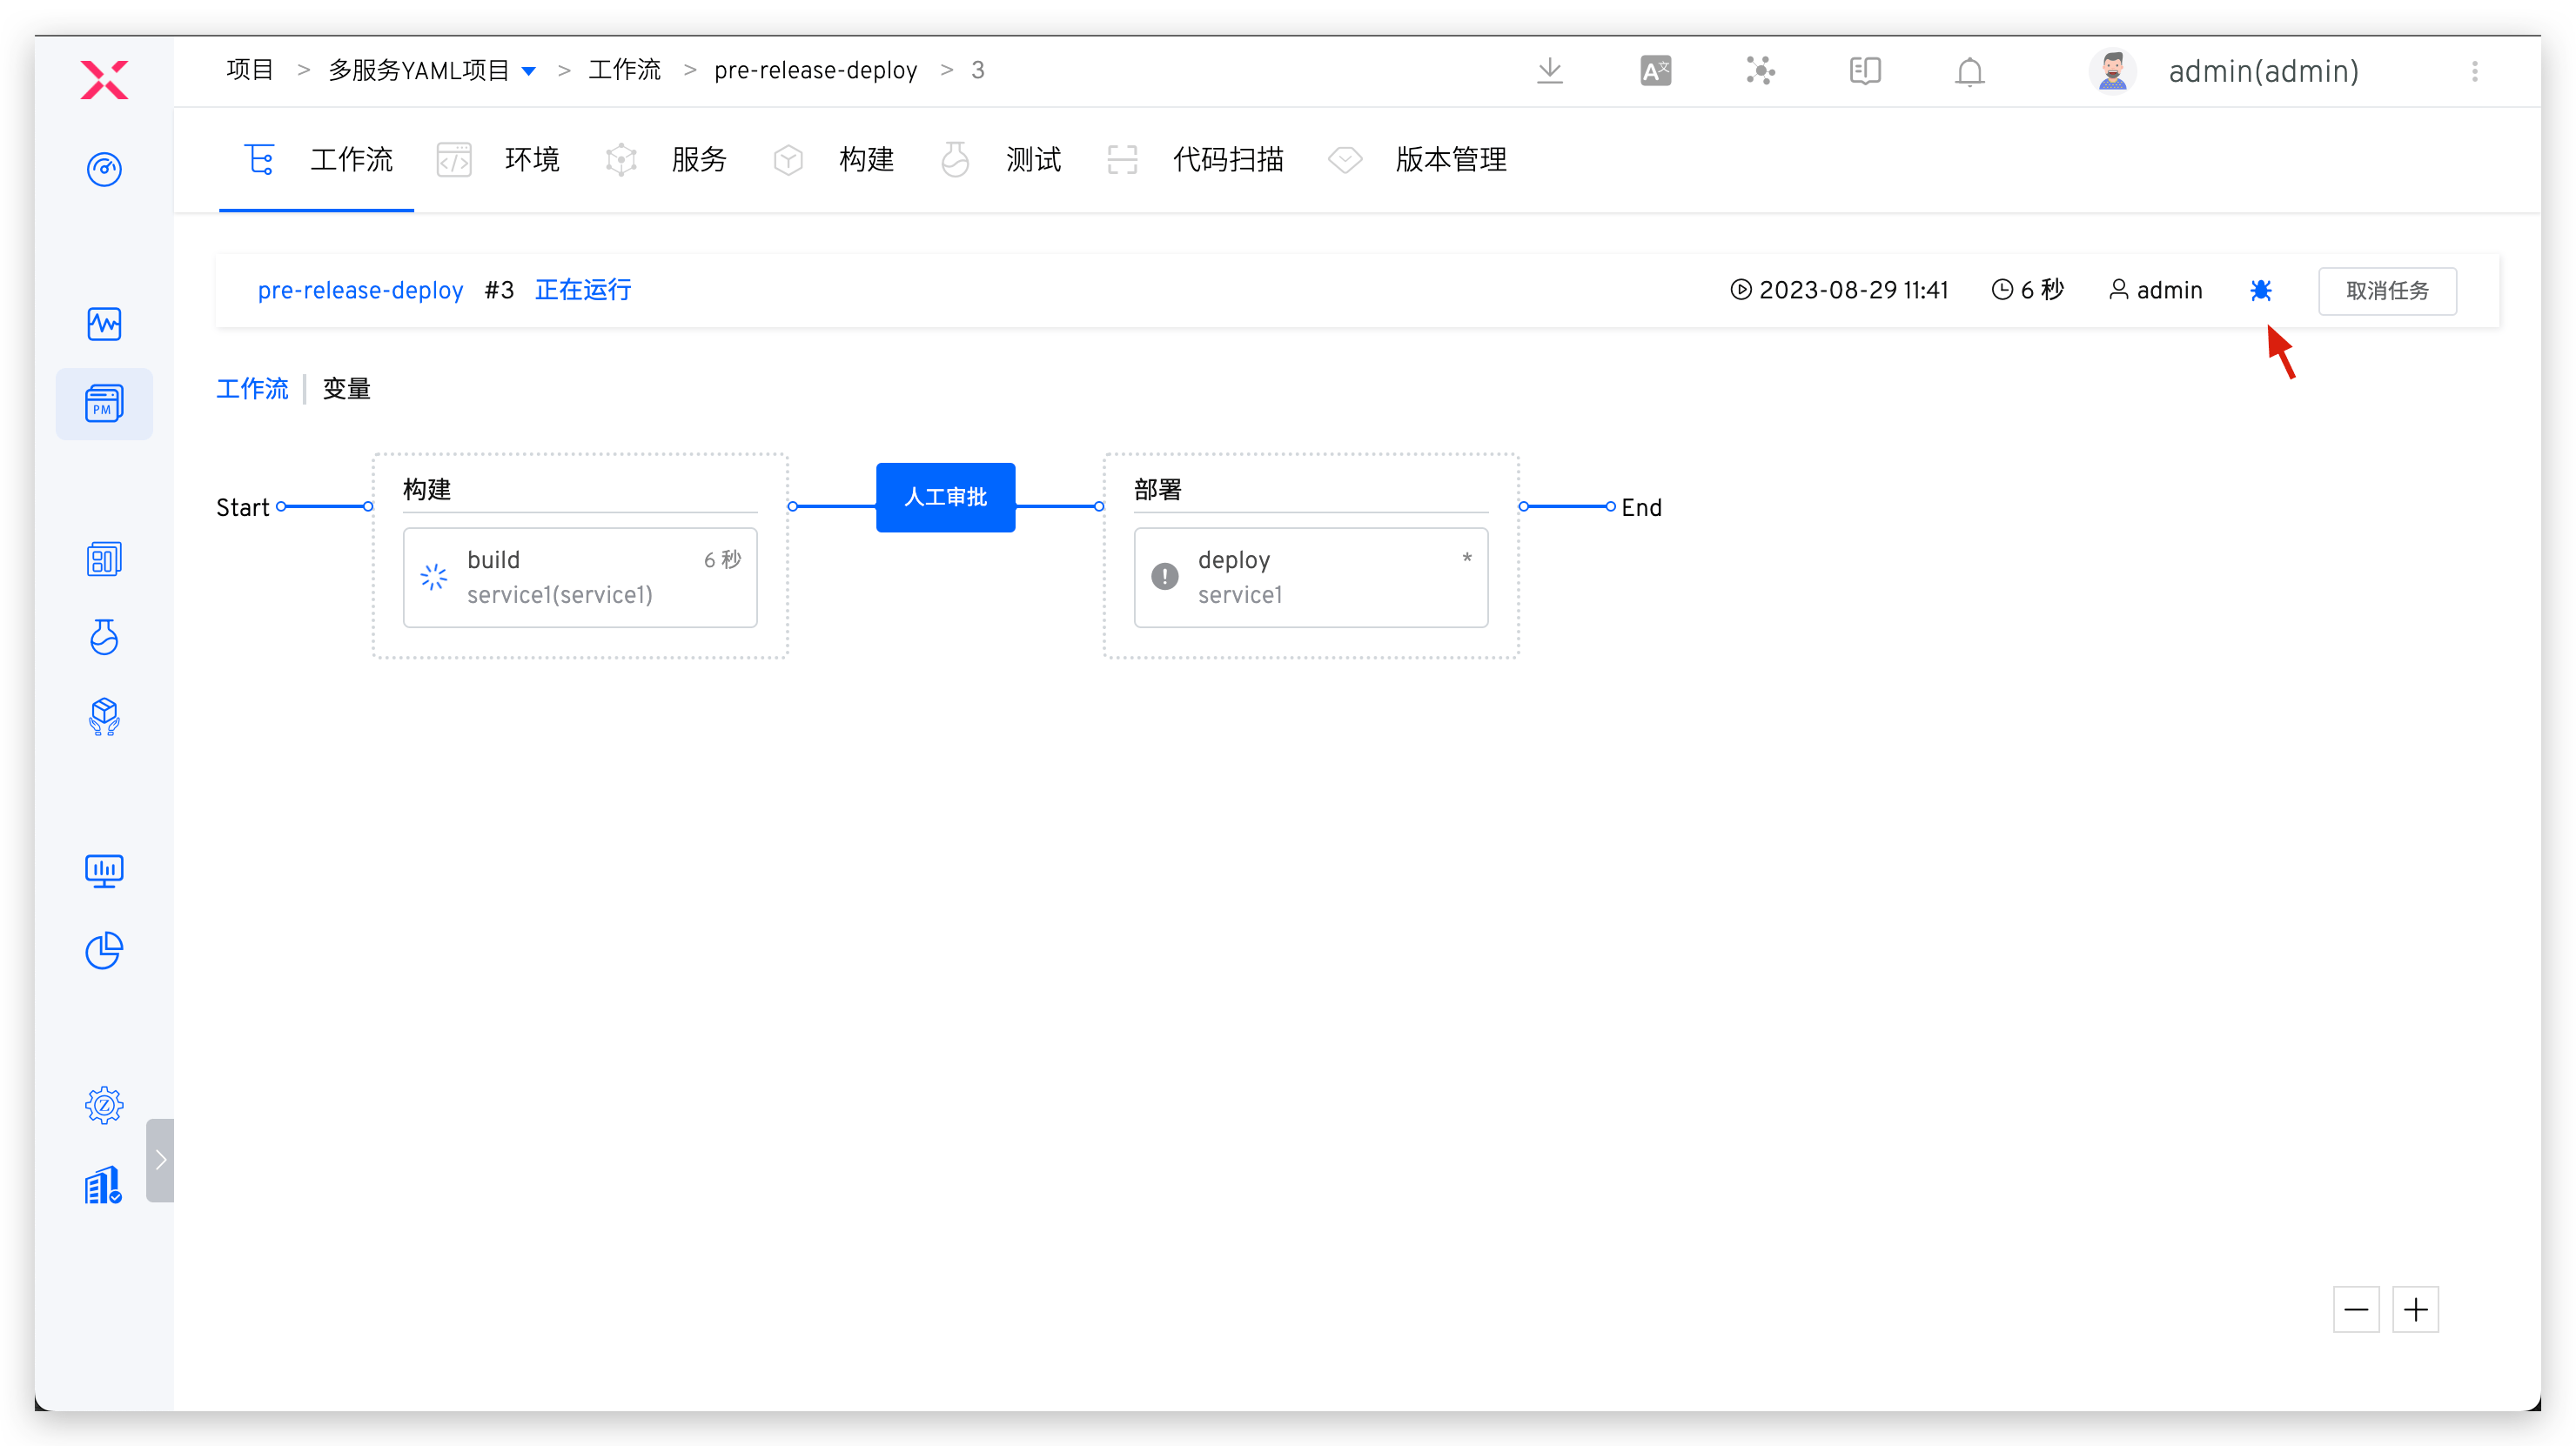 项目 > 多服务YAML项目 > 工作流 > pre-release-deploy > 3
admin(admin)
工作流 环境 服务 构建 测试 代码扫描 版本管理
pre-release-deploy #3 正在运行 2023-08-29 11:41 6 秒 admin 取消任务
PM
工作流 变量
Start
构建
build 6 秒
service1(service1)
人工审批
部署
deploy *
service1
End